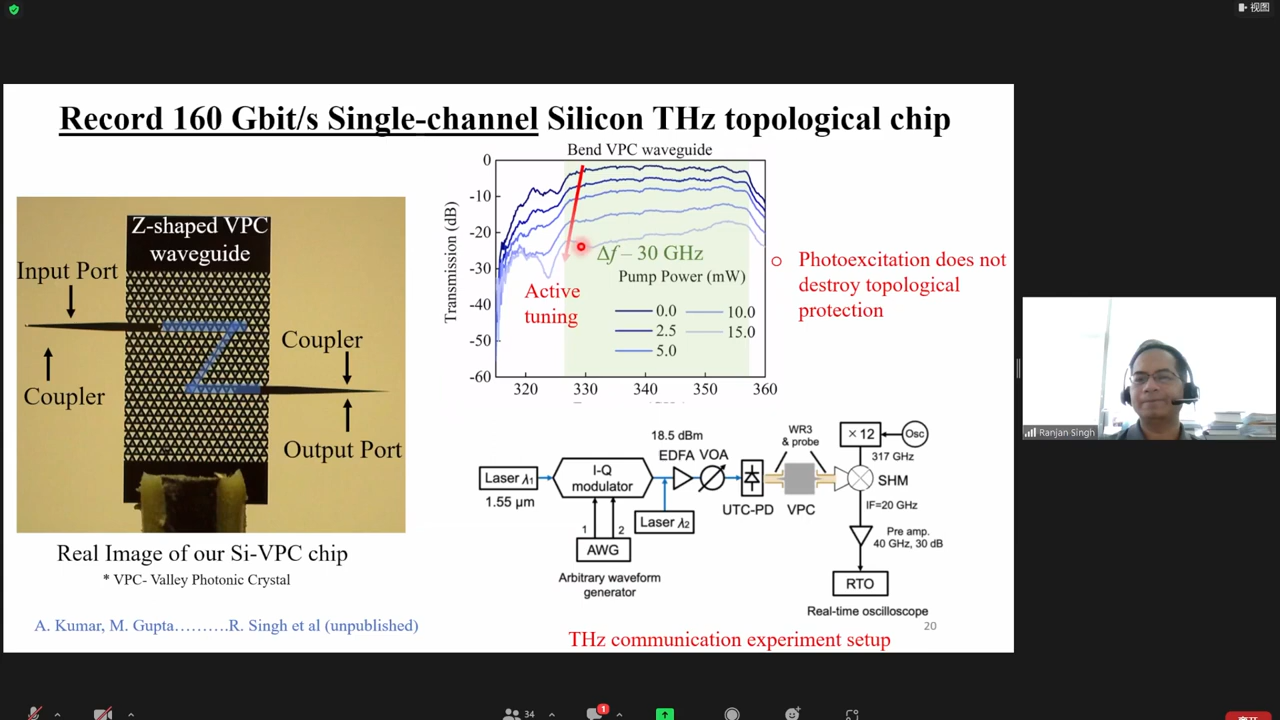 视图
Record 160 Gbit/s Single-channel Silicon THz topological chip
Z-shaped VPC
waveguide
Input Port
Coupler
Coupler
Output Port
Real Image of our Si-VPC chip
* VPC- Valley Photonic Crystal
A. Kumar, M. Gupta……….R. Singh et al (unpublished)
Bend VPC waveguide
Transmission (dB)
0
-10
-20
-30
-40
-50
-60
320
330
340
350
360
Δf – 30 GHz
Pump Power (mW)
0.0
2.5
5.0
10.0
15.0
Active
tuning
Photoexcitation does not
destroy topological
protection
Laser λ1
1.55 μm
I-Q
modulator
1
2
AWG
Arbitrary waveform
generator
18.5 dBm
EDFA VOA
Laser λ2
UTC-PD
WR3
& probe
VPC
×12
Osc
317 GHz
SHM
IF=20 GHz
Pre amp.
40 GHz, 30 dB
RTO
Real-time oscilloscope
THz communication experiment setup
20
Ranjan Singh
34
1